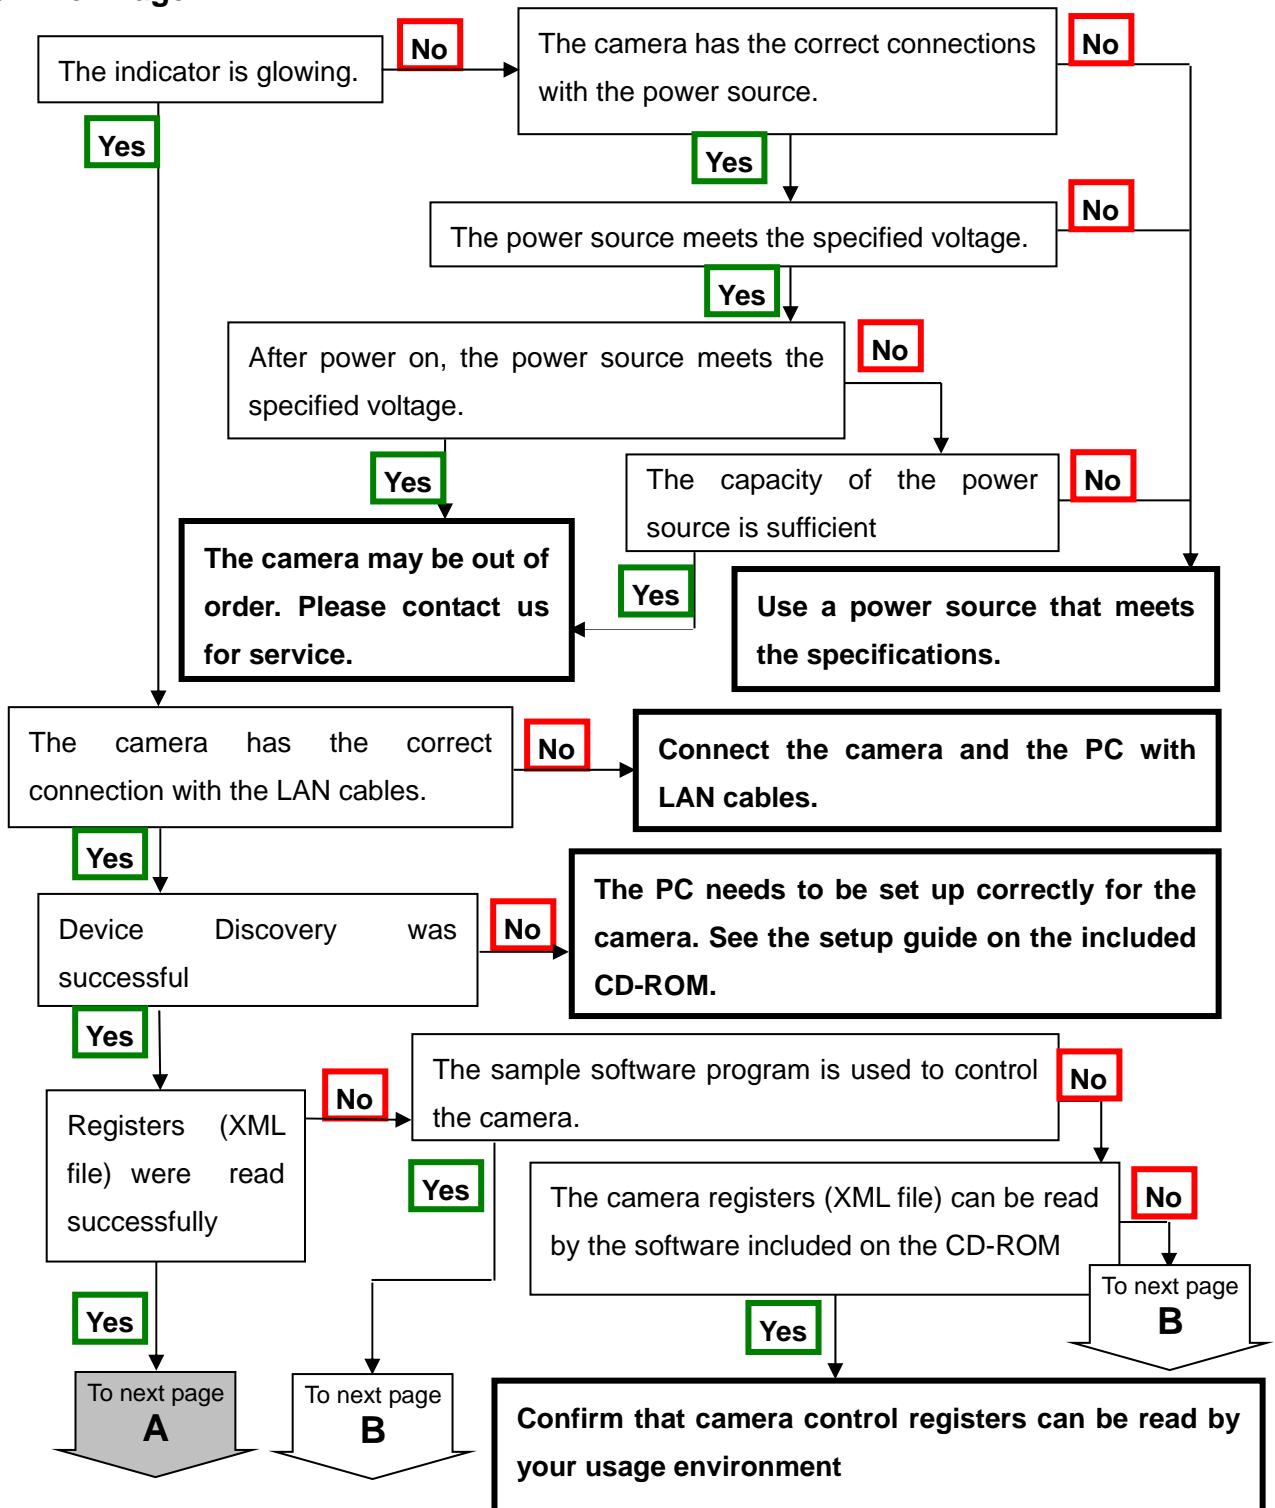 The indicator is glowing.
No
The camera has the correct connections
with the power source.
No
Yes
Yes
The power source meets the specified voltage.
No
Yes
After power on, the power source meets the
specified voltage.
No
Yes
The capacity of the power
source is sufficient
No
The camera may be out of
order. Please contact us
for service.
Yes
Use a power source that meets
the specifications.
The camera has the correct
connection with the LAN cables.
No
Connect the camera and the PC with
LAN cables.
Yes
Device Discovery was
successful
No
The PC needs to be set up correctly for the
camera. See the setup guide on the included
CD-ROM.
Yes
Registers (XML
file) were read
successfully
No
The sample software program is used to control
the camera.
No
Yes
The camera registers (XML file) can be read
by the software included on the CD-ROM
No
To next page
B
Yes
Yes
To next page
A
To next page
B
Confirm that camera control registers can be read by
your usage environment